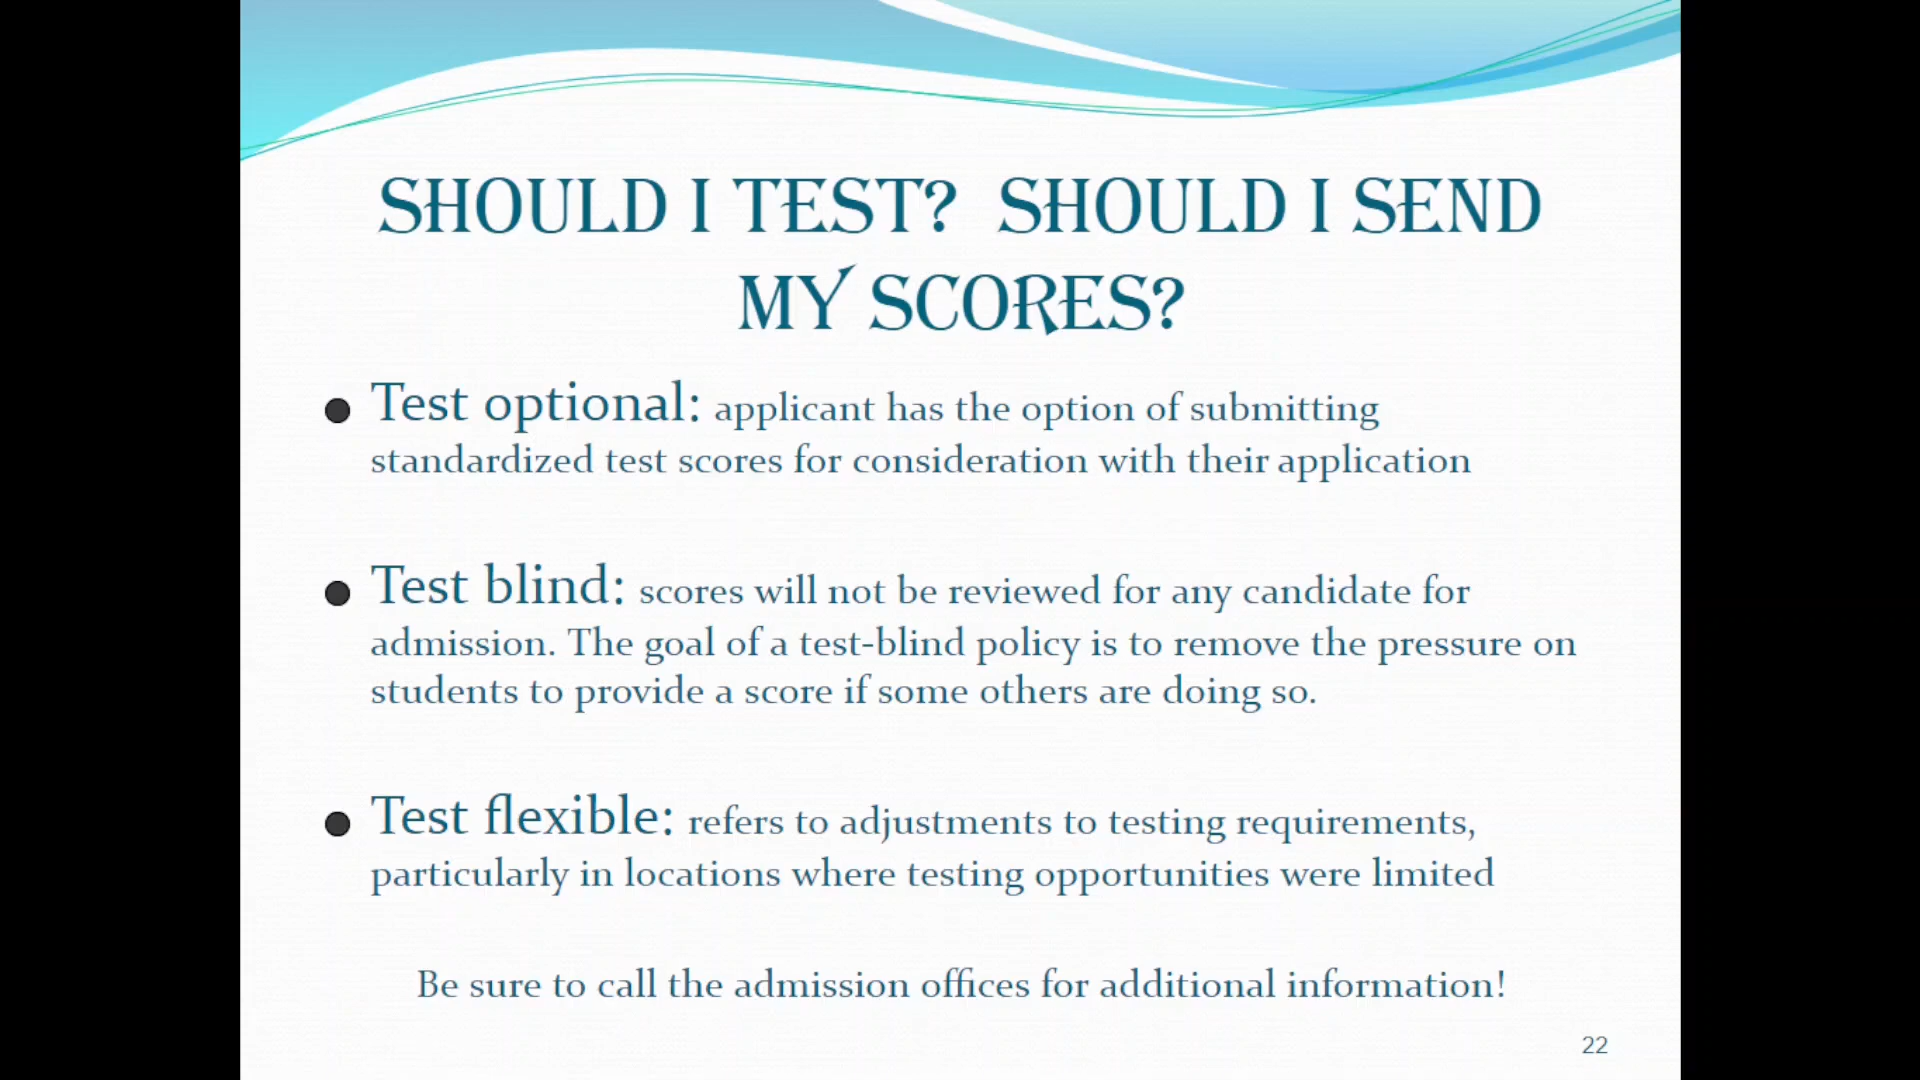 SHOULD I TEST? SHOULD I SEND
MY SCORES?
● Test optional: applicant has the option of submitting
standardized test scores for consideration with their application
● Test blind: scores will not be reviewed for any candidate for
admission. The goal of a test-blind policy is to remove the pressure on
students to provide a score if some others are doing so.
● Test flexible: refers to adjustments to testing requirements,
particularly in locations where testing opportunities were limited
Be sure to call the admission offices for additional information!
22